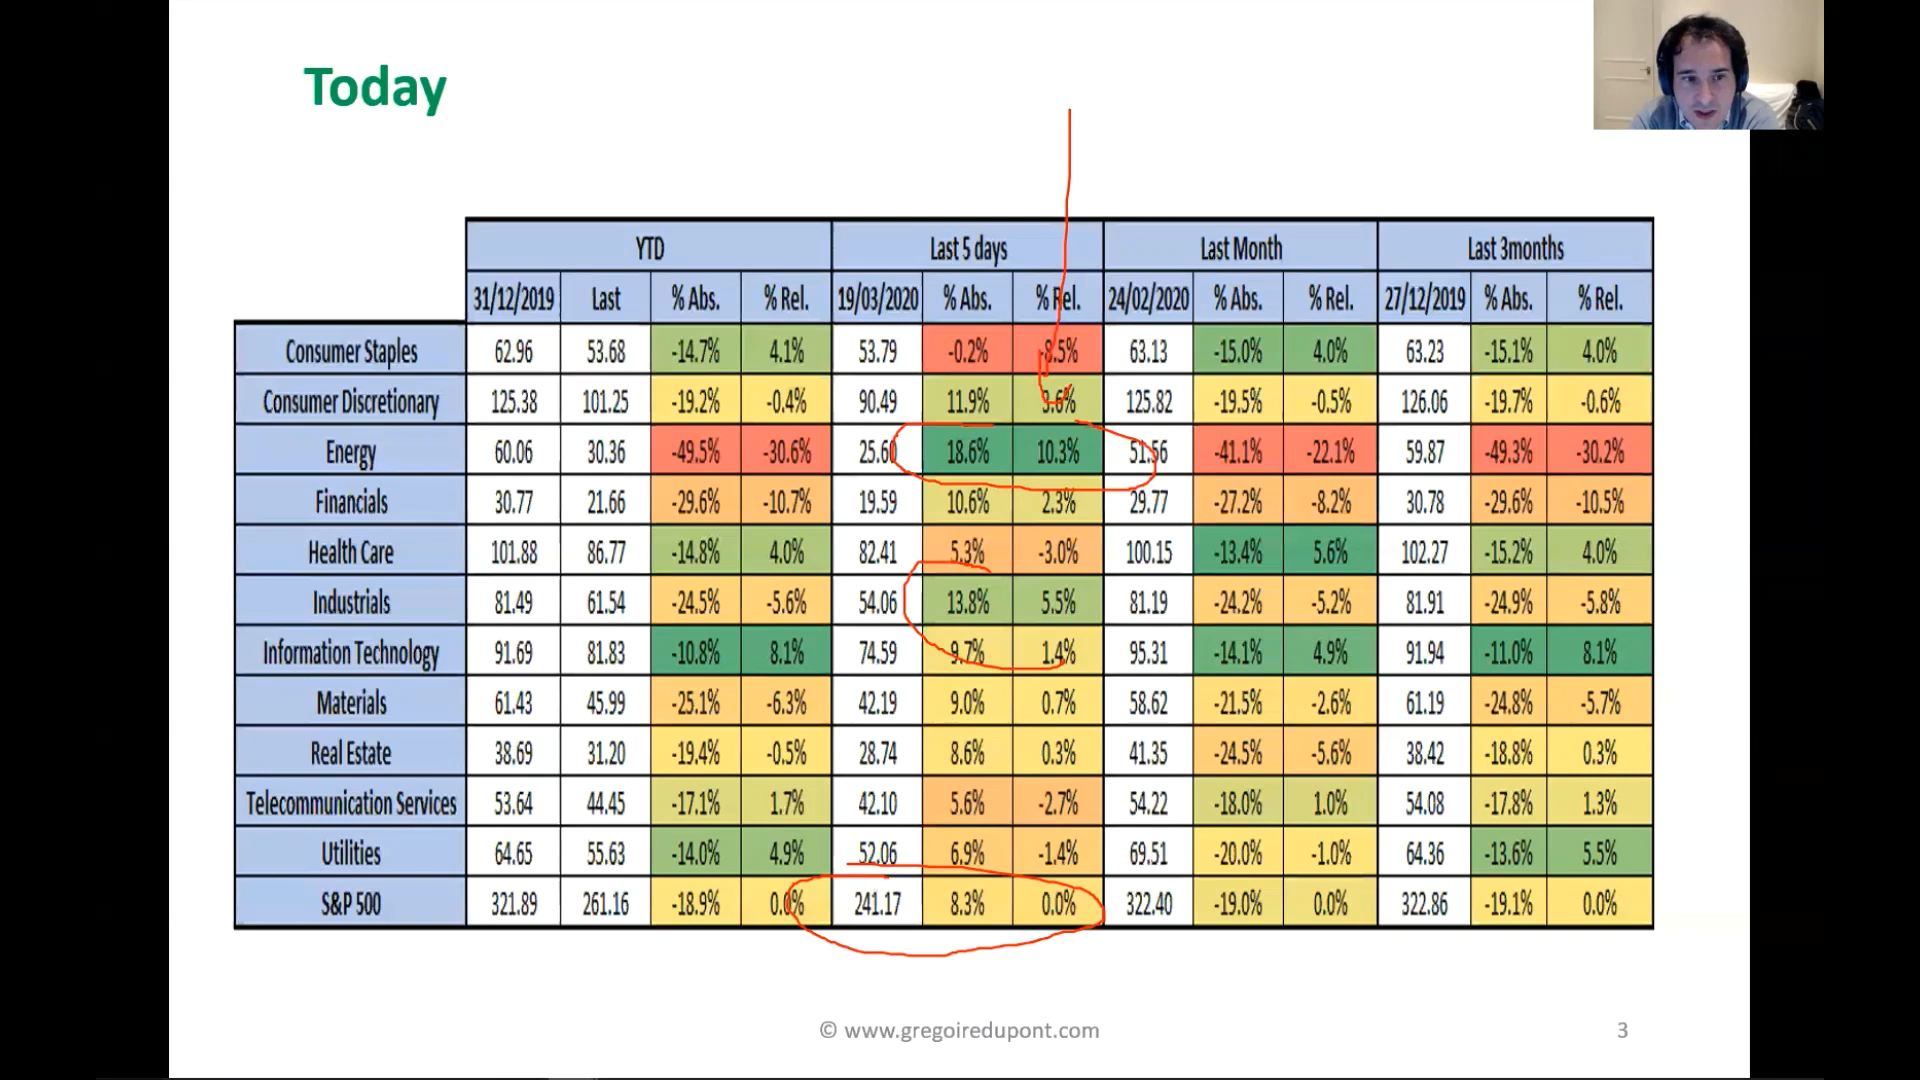 Today
YTD Last 5 days Last Month Last 3months
31/12/2019 Last % Abs. % Rel. 19/03/2020 % Abs. % Rel. 24/02/2020 % Abs. % Rel. 27/12/2019 % Abs. % Rel.
Consumer Staples 62.96 53.68 -14.7% 4.1% 53.79 -0.2% -8.5% 63.13 -15.0% 4.0% 63.23 -15.1% 4.0%
Consumer Discretionary 125.38 101.25 -19.2% -0.4% 90.49 11.9% 3.6% 125.82 -19.5% -0.5% 126.06 -19.7% -0.6%
Energy 60.06 30.36 -49.5% -30.6% 25.60 18.6% 10.3% 51.56 -41.1% -22.1% 59.87 -49.3% -30.2%
Financials 30.77 21.66 -29.6% -10.7% 19.59 10.6% 2.3% 29.77 -27.2% -8.2% 30.78 -29.6% -10.5%
Health Care 101.88 86.77 -14.8% 4.0% 82.41 5.3% -3.0% 100.15 -13.4% 5.6% 102.27 -15.2% 4.0%
Industrials 81.49 61.54 -24.5% -5.6% 54.06 13.8% 5.5% 81.19 -24.2% -5.2% 81.91 -24.9% -5.8%
Information Technology 91.69 81.83 -10.8% 8.1% 74.59 9.7% 1.4% 95.31 -14.1% 4.9% 91.94 -11.0% 8.1%
Materials 61.43 45.99 -25.1% -6.3% 42.19 9.0% 0.7% 58.62 -21.5% -2.6% 61.19 -24.8% -5.7%
Real Estate 38.69 31.20 -19.4% -0.5% 28.74 8.6% 0.3% 41.35 -24.5% -5.6% 38.42 -18.8% 0.3%
Telecommunication Services 53.64 44.45 -17.1% 1.7% 42.10 5.6% -2.7% 54.22 -18.0% 1.0% 54.08 -17.8% 1.3%
Utilities 64.65 55.63 -14.0% 4.9% 52.06 6.9% -1.4% 69.51 -20.0% -1.0% 64.36 -13.6% 5.5%
S&P 500 321.89 261.16 -18.9% 0.0% 241.17 8.3% 0.0% 322.40 -19.0% 0.0% 322.86 -19.1% 0.0%
© www.gregoiredupont.com 3